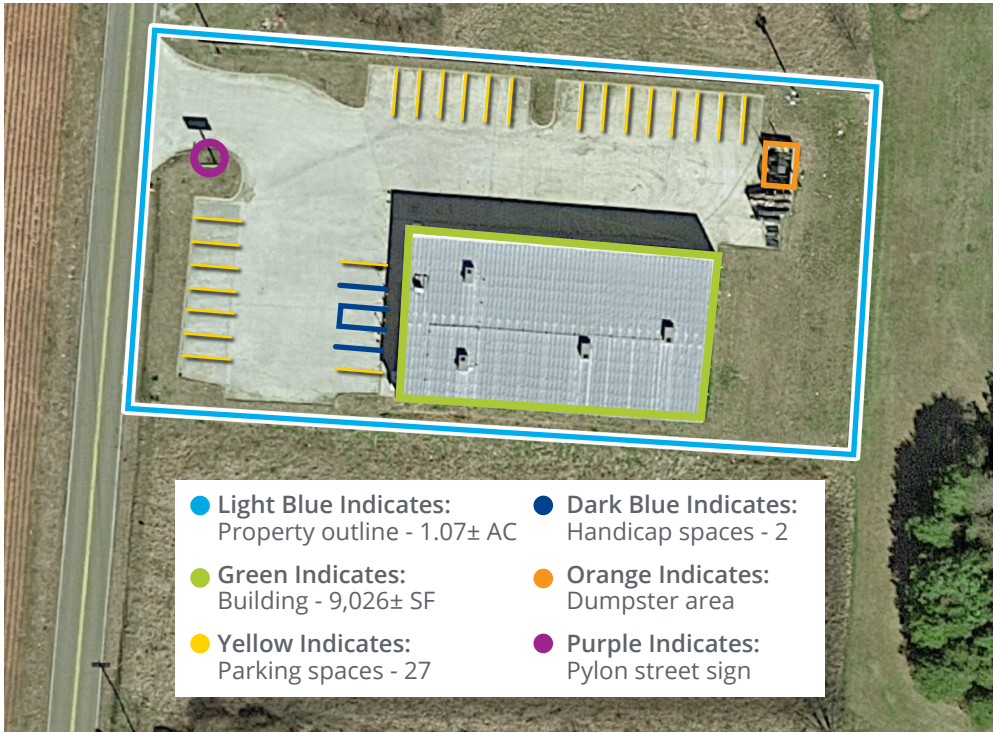 Light Blue Indicates:
Property outline - 1.07± AC
Green Indicates:
Building - 9,026± SF
Yellow Indicates:
Parking spaces - 27
Dark Blue Indicates:
Handicap spaces - 2
Orange Indicates:
Dumpster area
Purple Indicates:
Pylon street sign